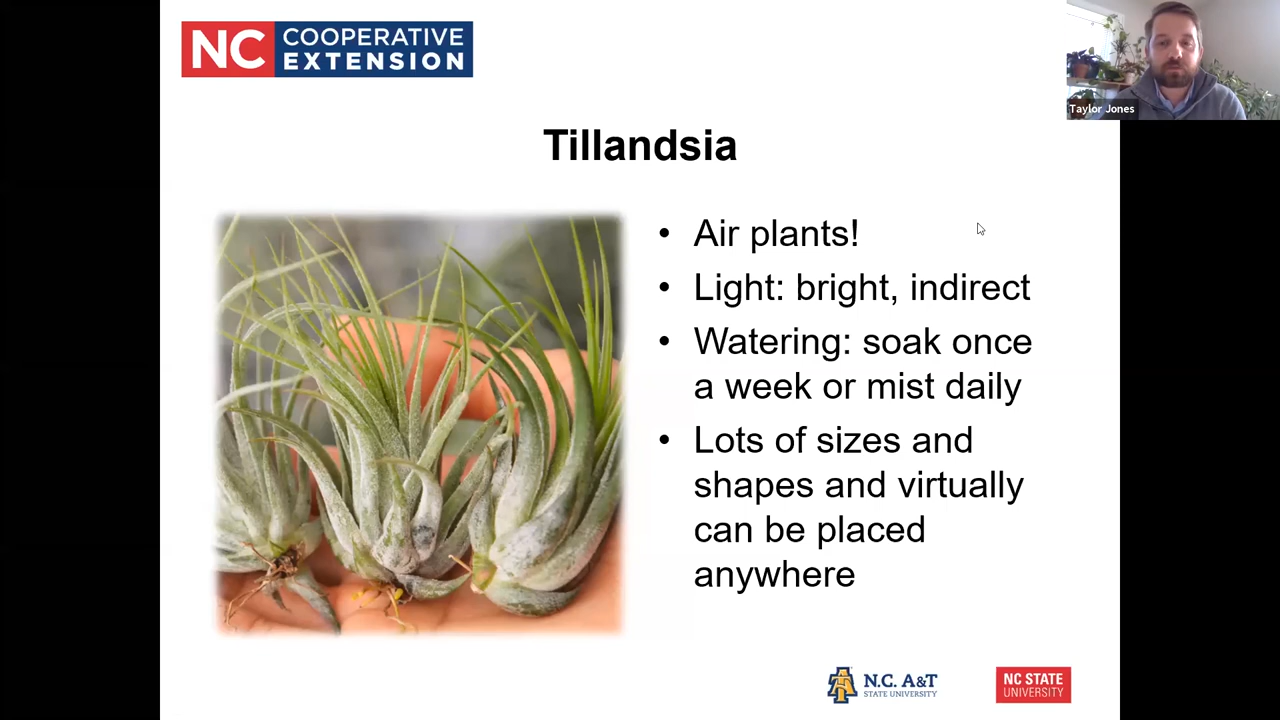 NC COOPERATIVE
EXTENSION
Taylor Jones
Tillandsia
• Air plants!
• Light: bright, indirect
• Watering: soak once
a week or mist daily
• Lots of sizes and
shapes and virtually
can be placed
anywhere
N.C. A&T
STATE UNIVERSITY
NC STATE
UNIVERSITY